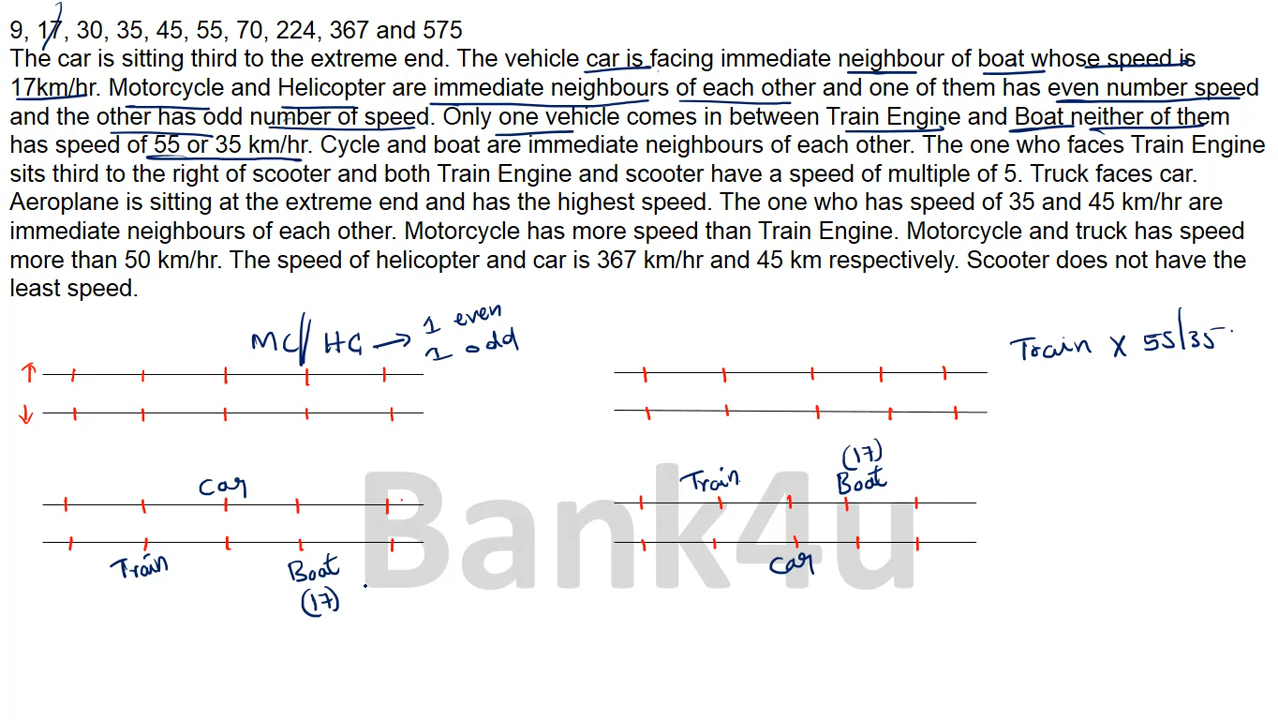 9, 17, 30, 35, 45, 55, 70, 224, 367 and 575
The car is sitting third to the extreme end. The vehicle car is facing immediate neighbour of boat whose speed is
17km/hr. Motorcycle and Helicopter are immediate neighbours of each other and one of them has even number speed
and the other has odd number of speed. Only one vehicle comes in between Train Engine and Boat neither of them
has speed of 55 or 35 km/hr. Cycle and boat are immediate neighbours of each other. The one who faces Train Engine
sits third to the right of scooter and both Train Engine and scooter have a speed of multiple of 5. Truck faces car.
Aeroplane is sitting at the extreme end and has the highest speed. The one who has speed of 35 and 45 km/hr are
immediate neighbours of each other. Motorcycle has more speed than Train Engine. Motorcycle and truck has speed
more than 50 km/hr. The speed of helicopter and car is 367 km/hr and 45 km respectively. Scooter does not have the
least speed.
MC// HC → 1 even
1 odd
Train X 55/35
Car
Train
Boat
(17)
(17)
Train
Boat
Car
Bank4u